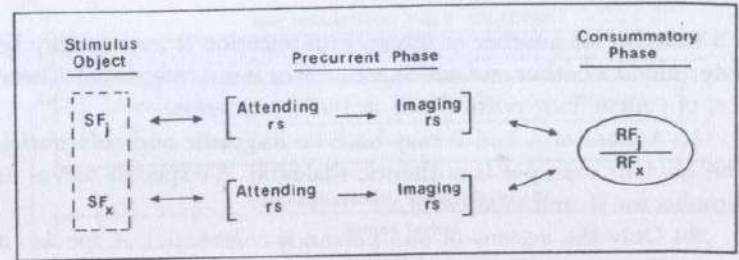 Stimulus Object
Precurrent Phase
Consummatory Phase
SFj
Attending rs
Imaging rs
RFj
RFx
SFx
Attending rs
Imaging rs